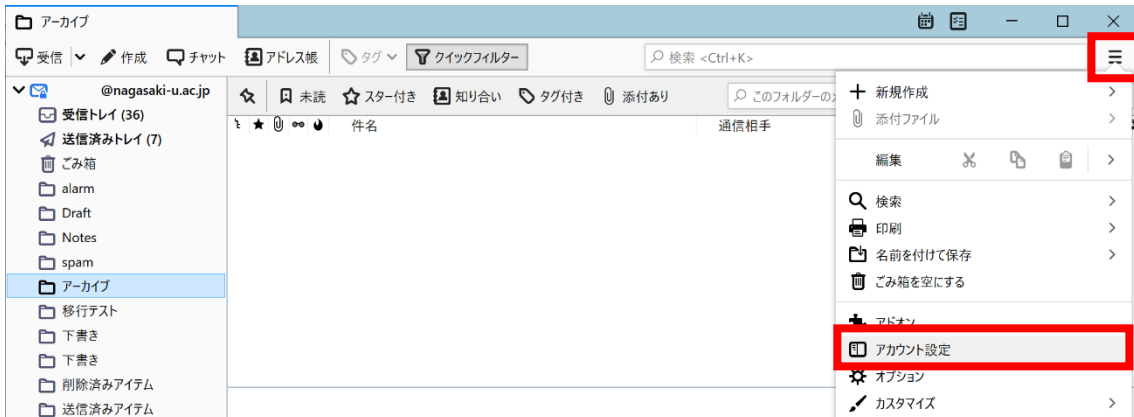 アーカイブ
受信 作成 チャット アドレス帳 タグ クイックフィルター 検索 <Ctrl+K>
@nagasaki-u.ac.jp
未読 スター付き 知り合い タグ付き 添付あり このフォルダーのメ
件名 通信相手
受信トレイ (36)
送信済みトレイ (7)
ごみ箱
alarm
Draft
Notes
spam
アーカイブ
移行テスト
下書き
下書き
削除済みアイテム
送信済みアイテム
新規作成
添付ファイル
編集
検索
印刷
名前を付けて保存
ごみ箱を空にする
アドオン
アカウント設定
オプション
カスタマイズ